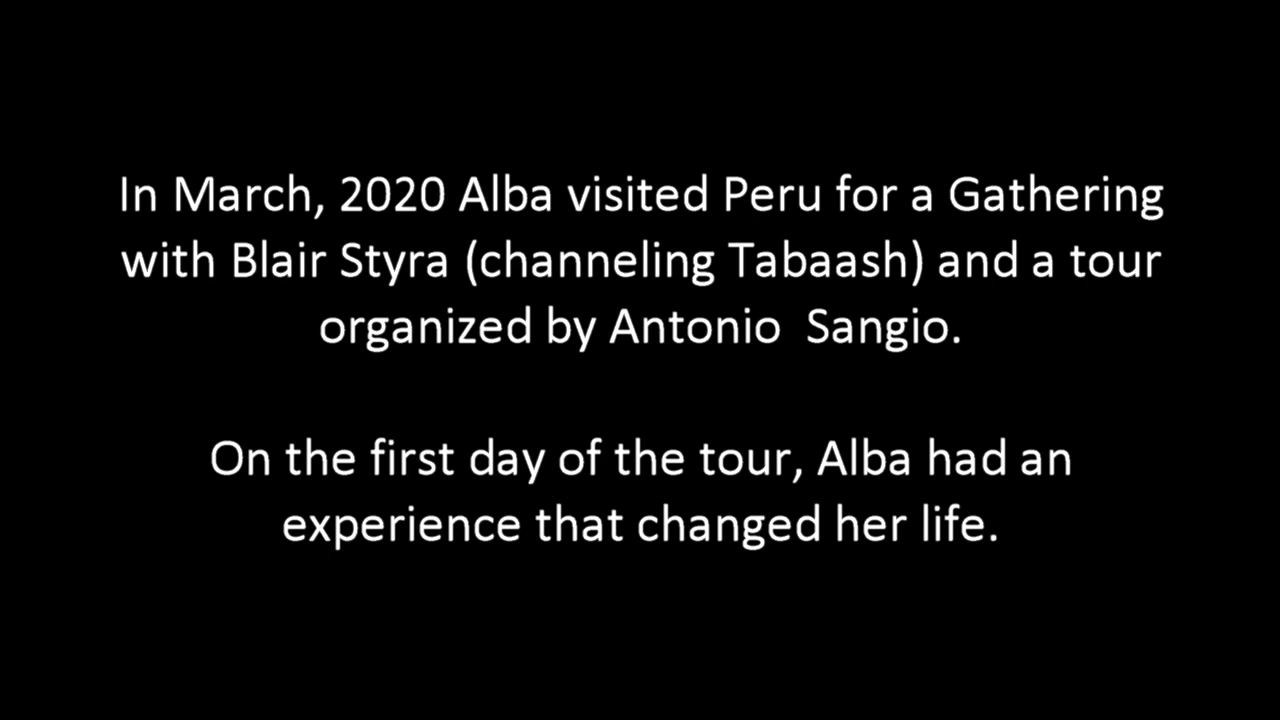 In March, 2020 Alba visited Peru for a Gathering
with Blair Styra (channeling Tabaash) and a tour
organized by Antonio  Sangio.
On the first day of the tour, Alba had an
experience that changed her life.